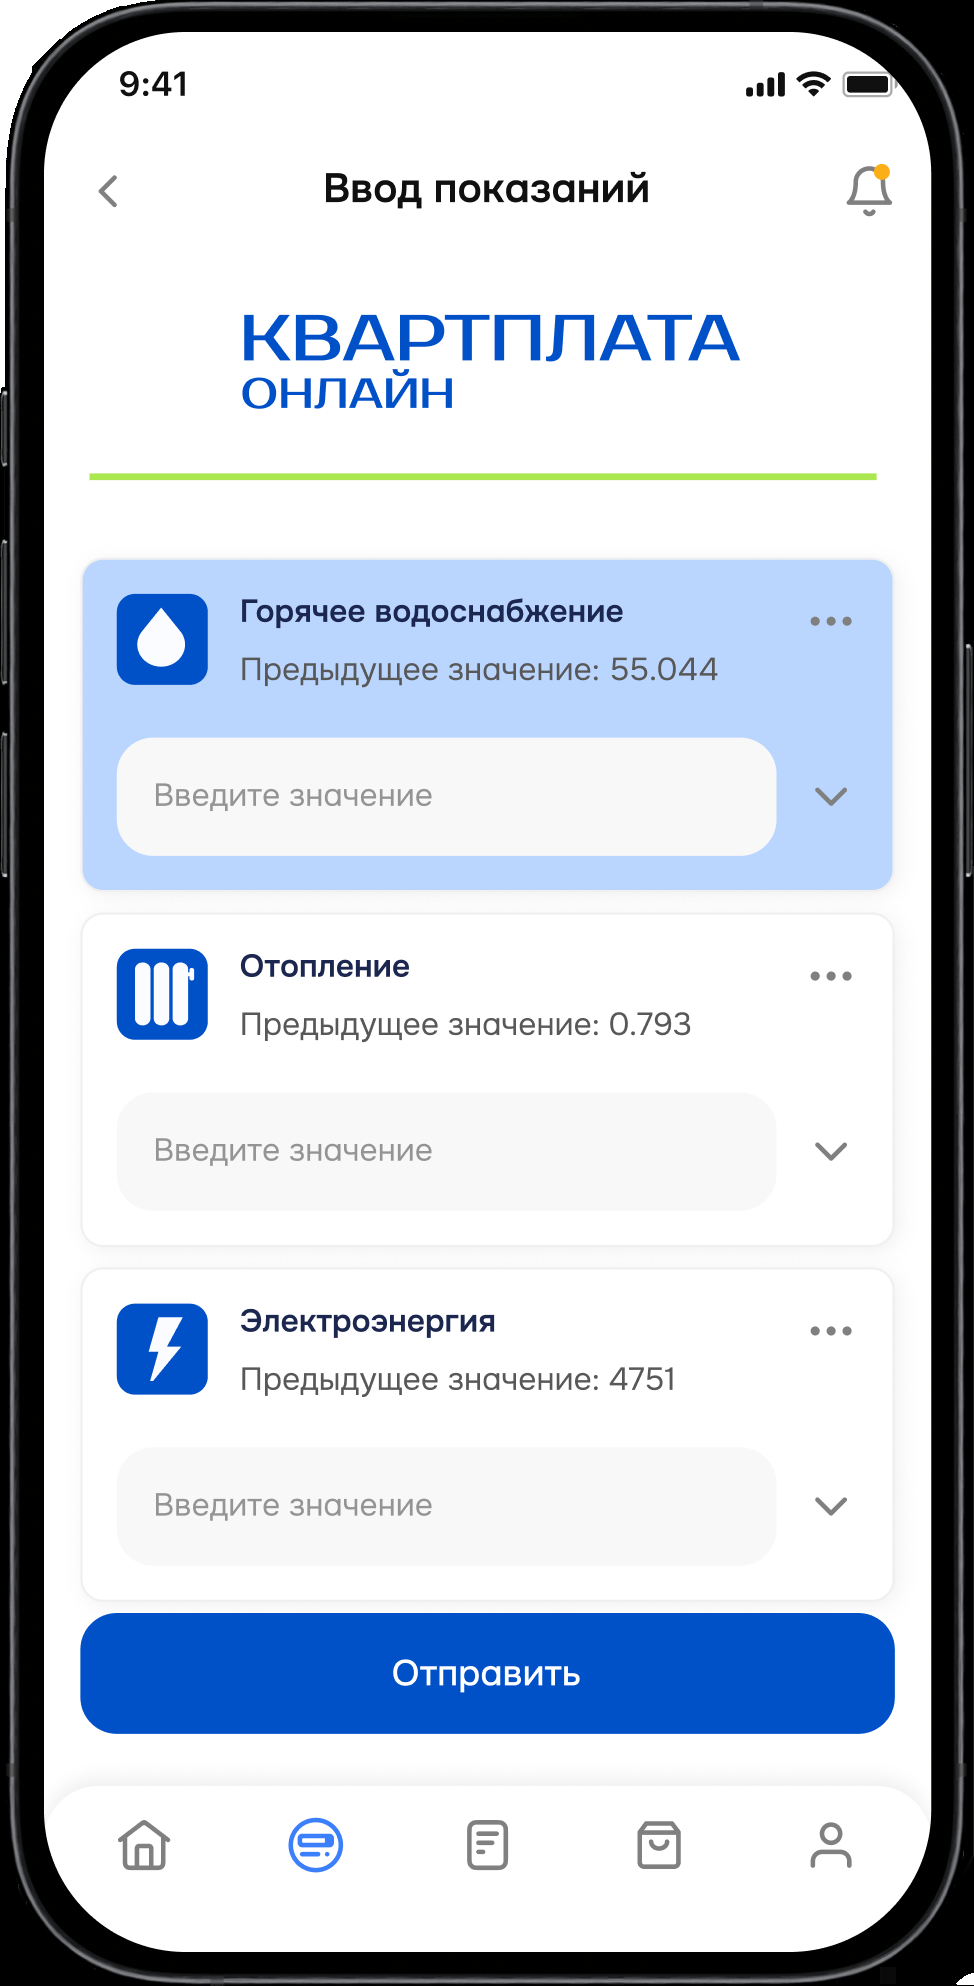 9:41
Ввод показаний
КВАРТПЛАТА
ОНЛАЙН
Горячее водоснабжение
Предыдущее значение: 55.044
Введите значение
Отопление
Предыдущее значение: 0.793
Введите значение
Электроэнергия
Предыдущее значение: 4751
Введите значение
Отправить